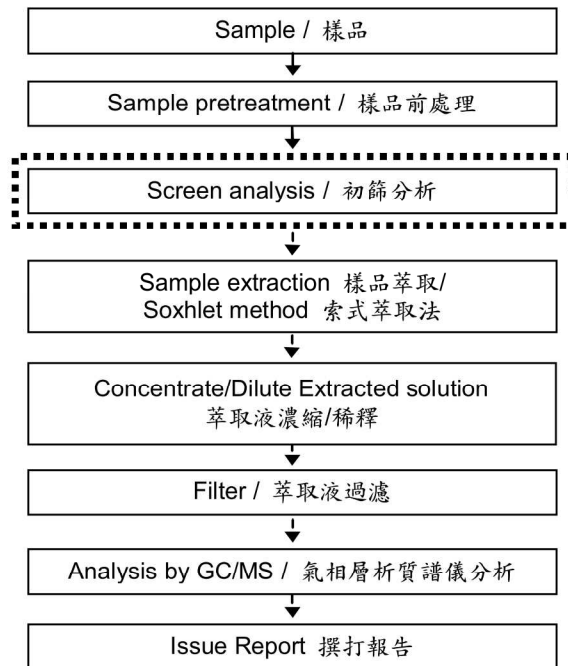 Sample / 樣品
Sample pretreatment / 樣品前處理
Screen analysis / 初篩分析
Sample extraction 樣品萃取/
Soxhlet method 索式萃取法
Concentrate/Dilute Extracted solution
萃取液濃縮/稀釋
Filter / 萃取液過濾
Analysis by GC/MS / 氣相層析質譜儀分析
Issue Report 撰打報告